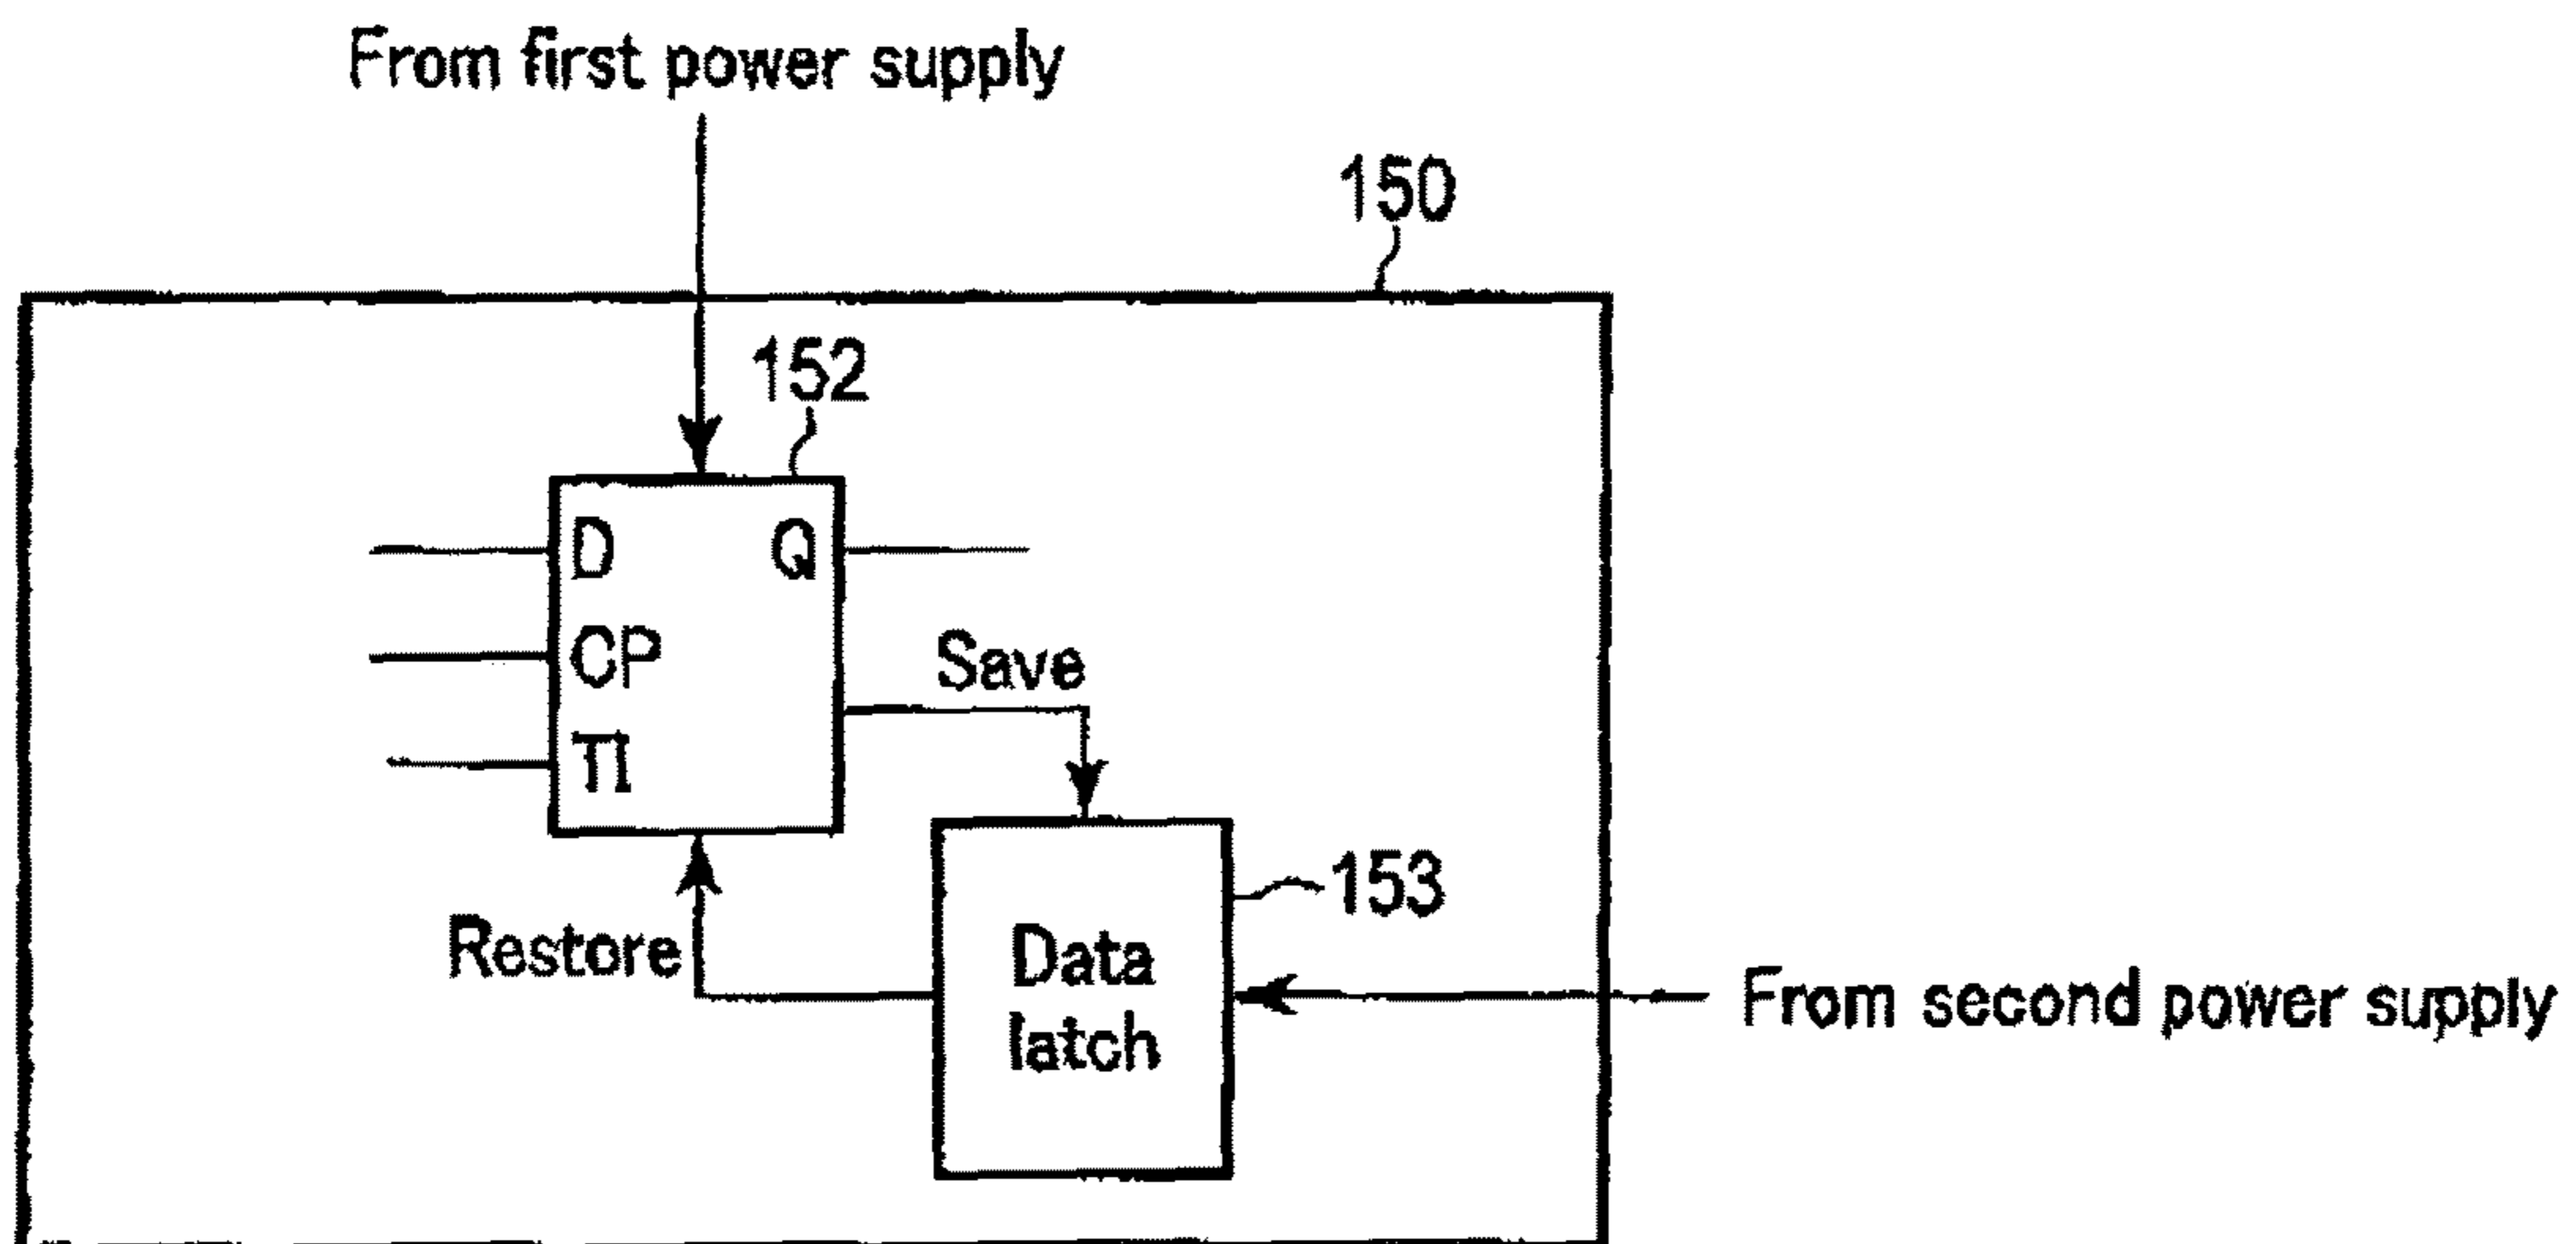 From first power supply
150
152
D
Q
CP
Save
TI
153
Restore
Data
latch
From second power supply